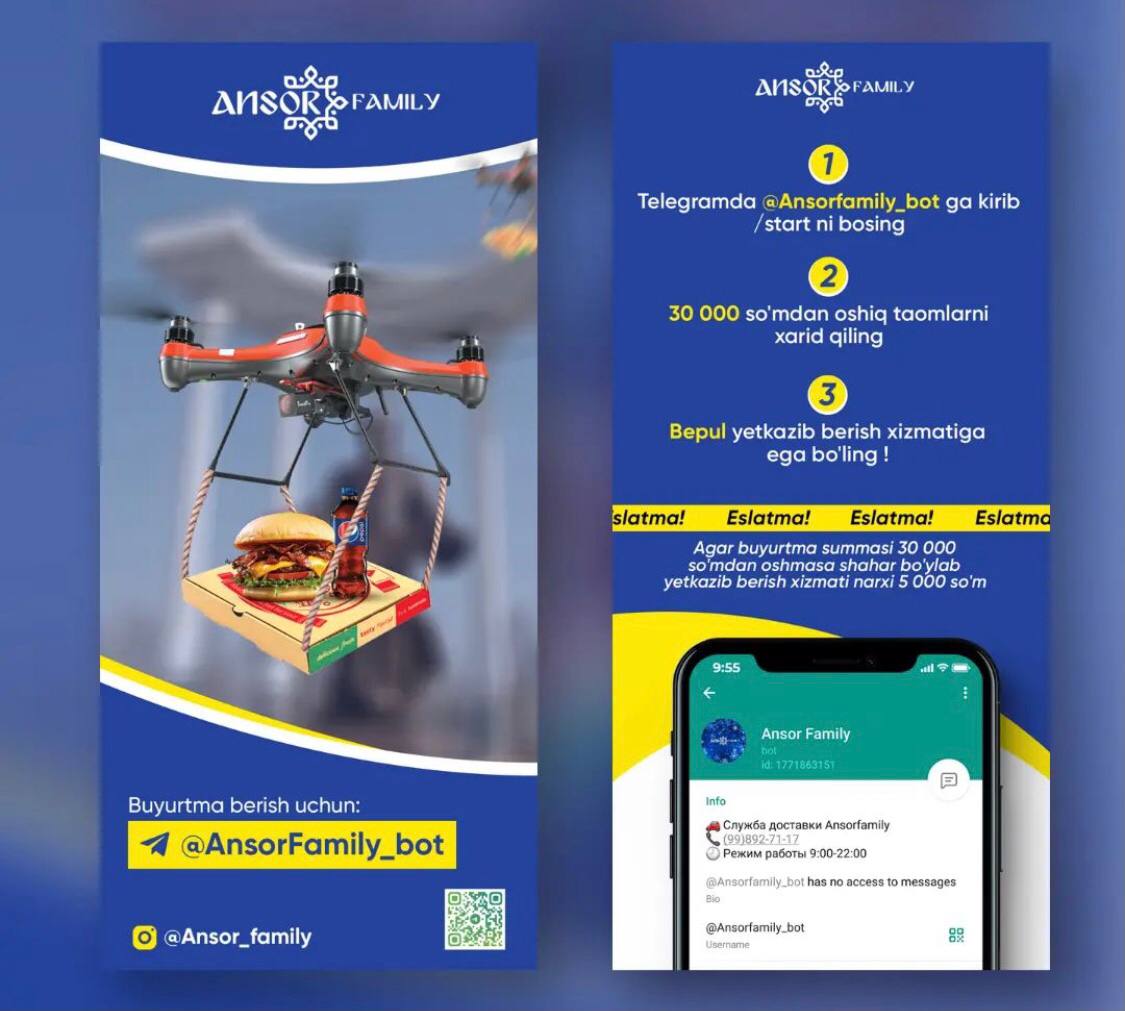 ANSOR FAMILY
Buyurtma berish uchun:
@AnsorFamily_bot
@Ansor_family
ANSOR FAMILY
1
Telegramda @Ansorfamily_bot ga kirib
/start ni bosing
2
30 000 so'mdan oshiq taomlarni
xarid qiling
3
Bepul yetkazib berish xizmatiga
ega bo'ling !
slatma! Eslatma! Eslatma! Eslatma
Agar buyurtma summasi 30 000
so'mdan oshmasa shahar bo'ylab
yetkazib berish xizmati narxi 5 000 so'm
9:55
Ansor Family
bot
id: 1771863151
Info
Служба доставки Ansorfamily
(99)892-71-17
Режим работы 9:00-22:00
@Ansorfamily_bot has no access to messages
Bio
@Ansorfamily_bot
Username